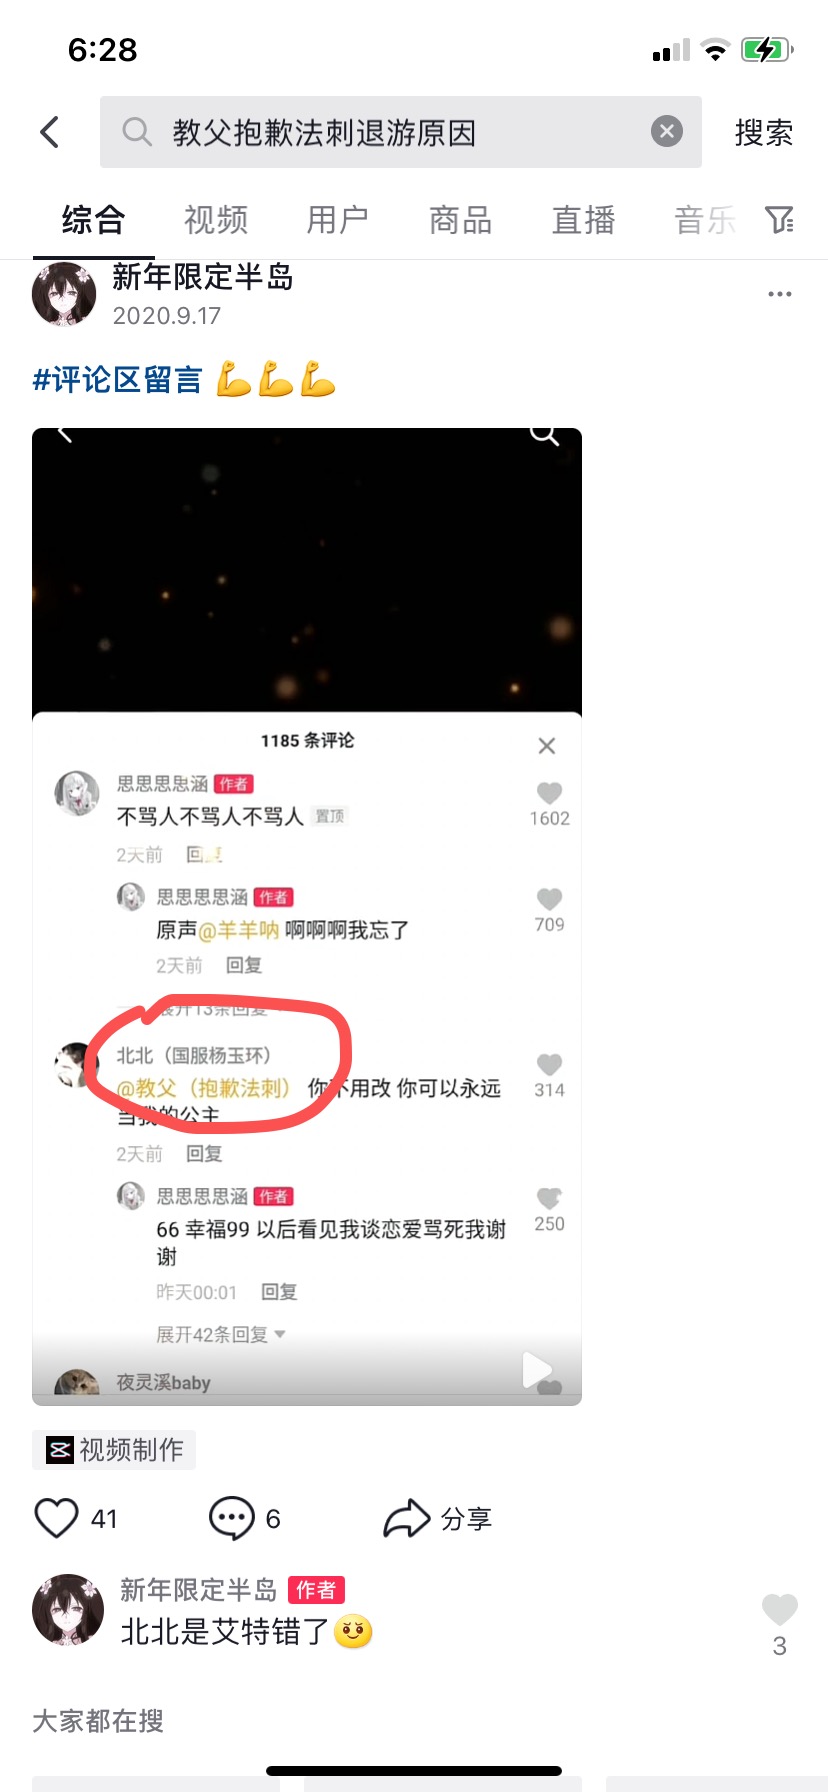 6:28
教父抱歉法刺退游原因
搜索
综合 视频 用户 商品 直播 音乐
新年限定半岛
2020.9.17
#评论区留言 💪💪💪
1185 条评论
思思思思涵 作者
不骂人不骂人不骂人 置顶
1602
2天前 回
思思思思涵 作者
原声@羊羊呐 啊啊啊我忘了
709
2天前 回复
展开13条回复
北北（国服杨玉环）
@教父（抱歉法刺） 你不用改 你可以永远
当我的公主
314
2天前 回复
思思思思涵 作者
66 幸福99 以后看见我谈恋爱骂死我谢
谢
250
昨天00:01 回复
展开42条回复
夜灵溪baby
视频制作
41 6 分享
新年限定半岛 作者
北北是艾特错了
3
大家都在搜